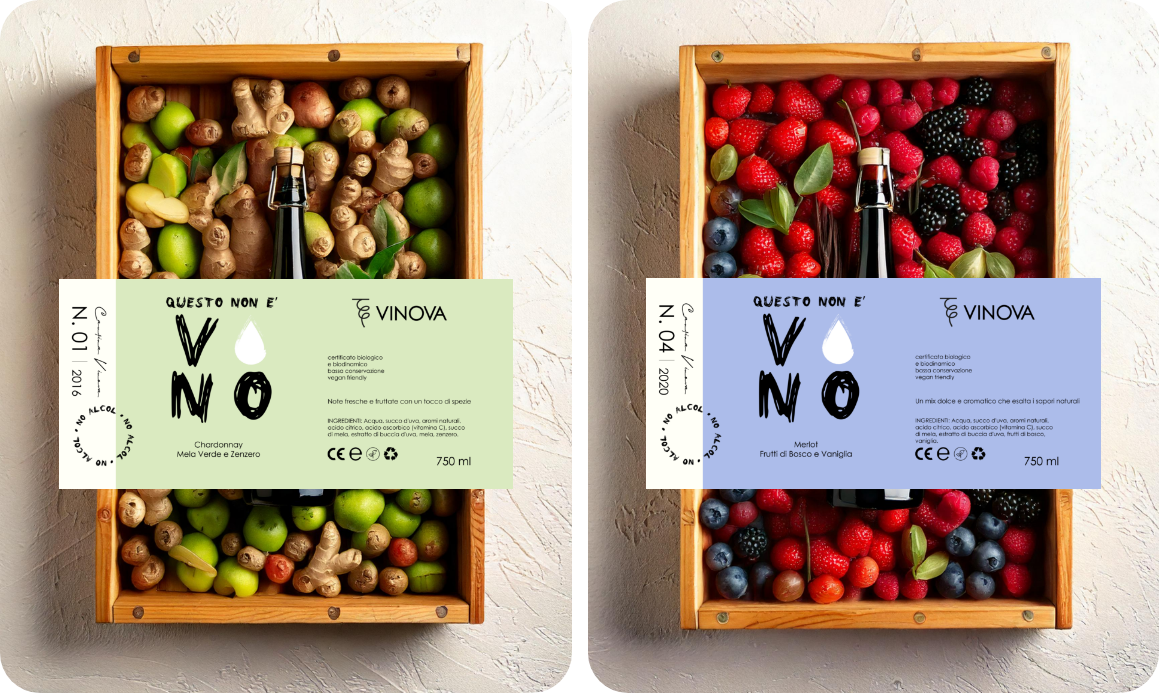 N. 01 | 2016
NO ALCOL • NO ALCOL • NO ALCOL •
QUESTO NON E'
V
NO
Chardonnay
Mela Verde e Zenzero
VINOVA
certificato biologico
e biodinamico
bassa conservazione
vegan friendly
Note fresche e fruttate con un tocco di spezie
INGREDIENTI: Acqua, succo d'uva, aromi naturali,
acido citrico, acido ascorbico (vitamina C), succo
di mela, estratto di buccia d'uva, mela, zenzero.
CE e
750 ml
N. 04 | 2020
NO ALCOL • NO ALCOL • NO ALCOL •
QUESTO NON E'
V
NO
Merlot
Frutti di Bosco e Vaniglia
VINOVA
certificato biologico
e biodinamico
bassa conservazione
vegan friendly
Un mix dolce e aromatico che esalta i sapori naturali
INGREDIENTI: Acqua, succo d'uva, aromi naturali,
acido citrico, acido ascorbico (vitamina C), succo
di mela, estratto di buccia d'uva, frutti di bosco,
vaniglia.
CE e
750 ml